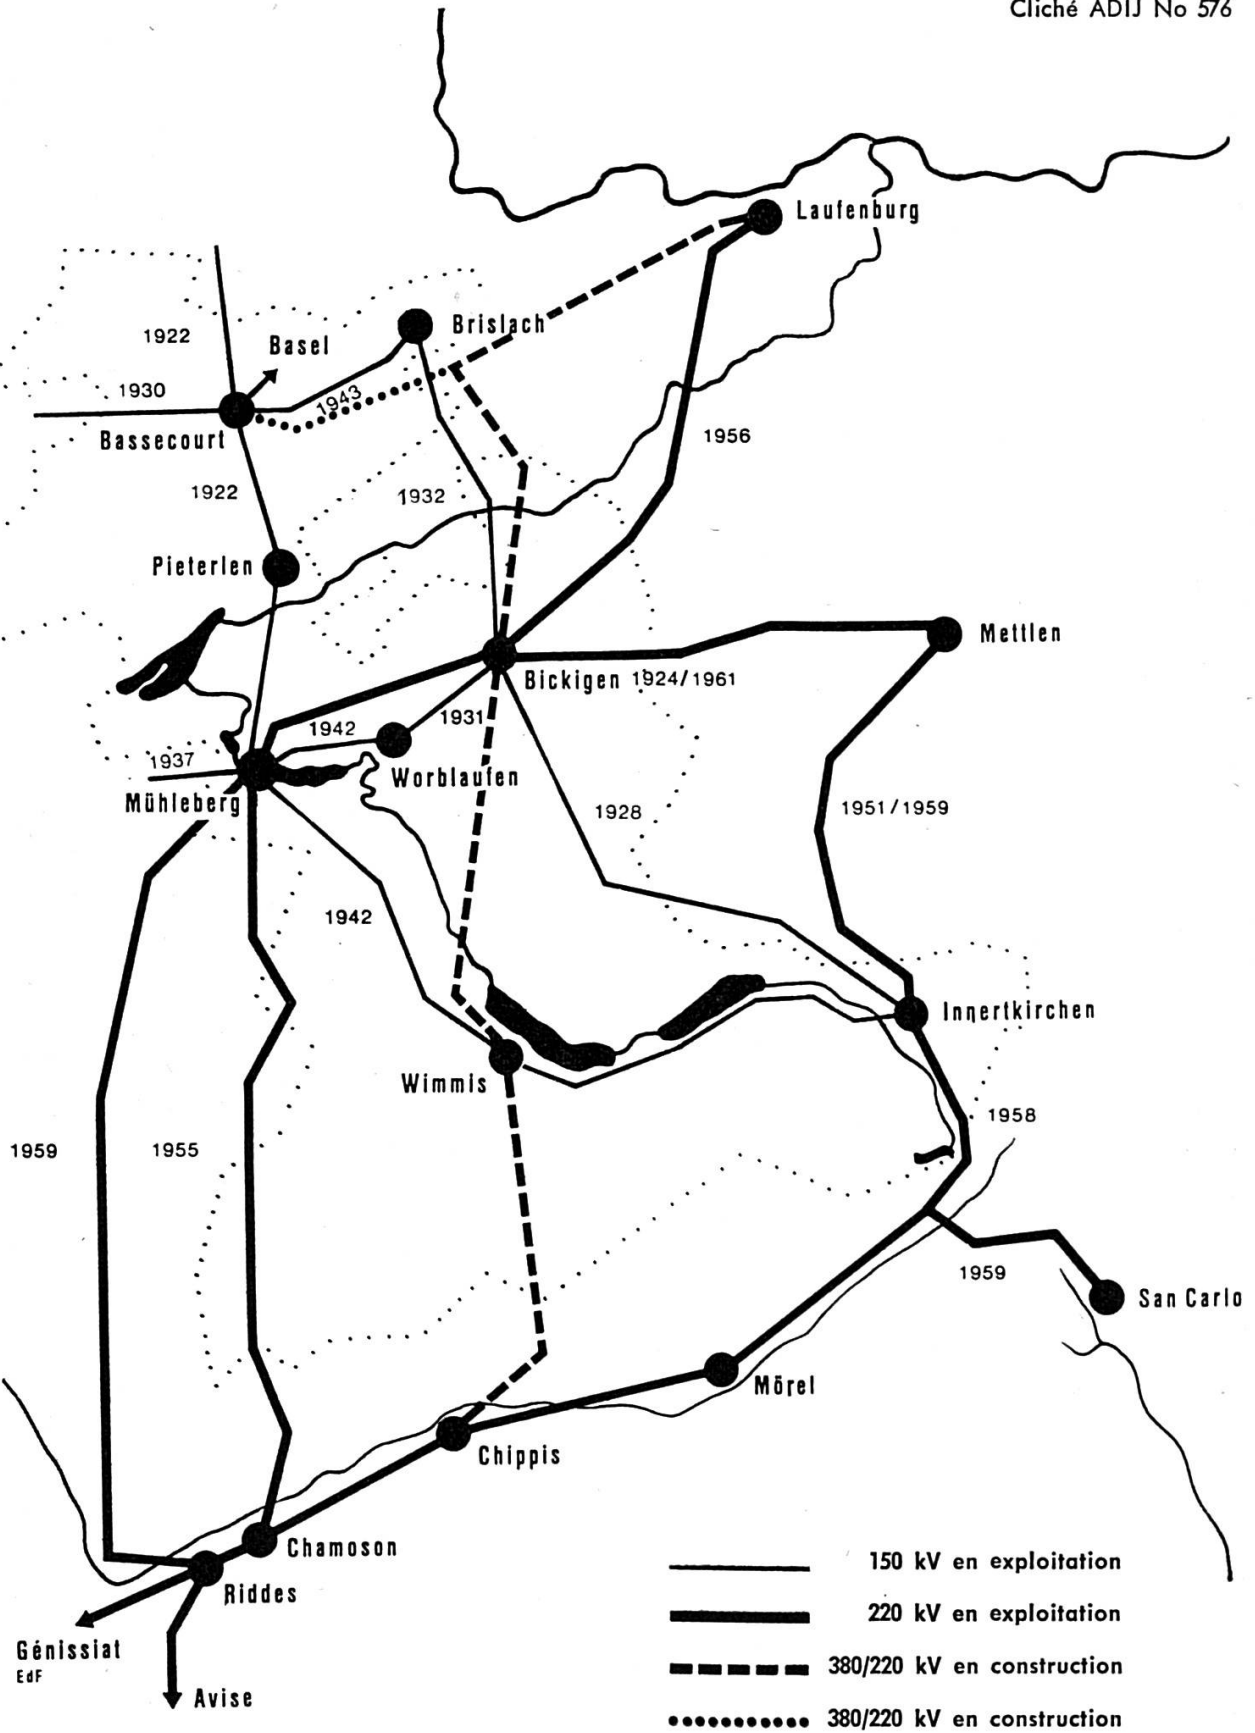 Cliché ADIJ No 576
Laufenburg
1922
Basel
Brislach
1930
1943
Bassecourt
1956
1922
1932
Pieterlen
Mettlen
Bickigen 1924/1961
1931
1942
1937
Worblaufen
Mühleberg
1928
1951/1959
1942
Innertkirchen
Wimmis
1958
1959
1955
1959
San Carlo
Mörel
Chippis
Chamoson
Riddes
Génissiat
EdF
Avise
150 kV en exploitation
220 kV en exploitation
380/220 kV en construction
380/220 kV en construction